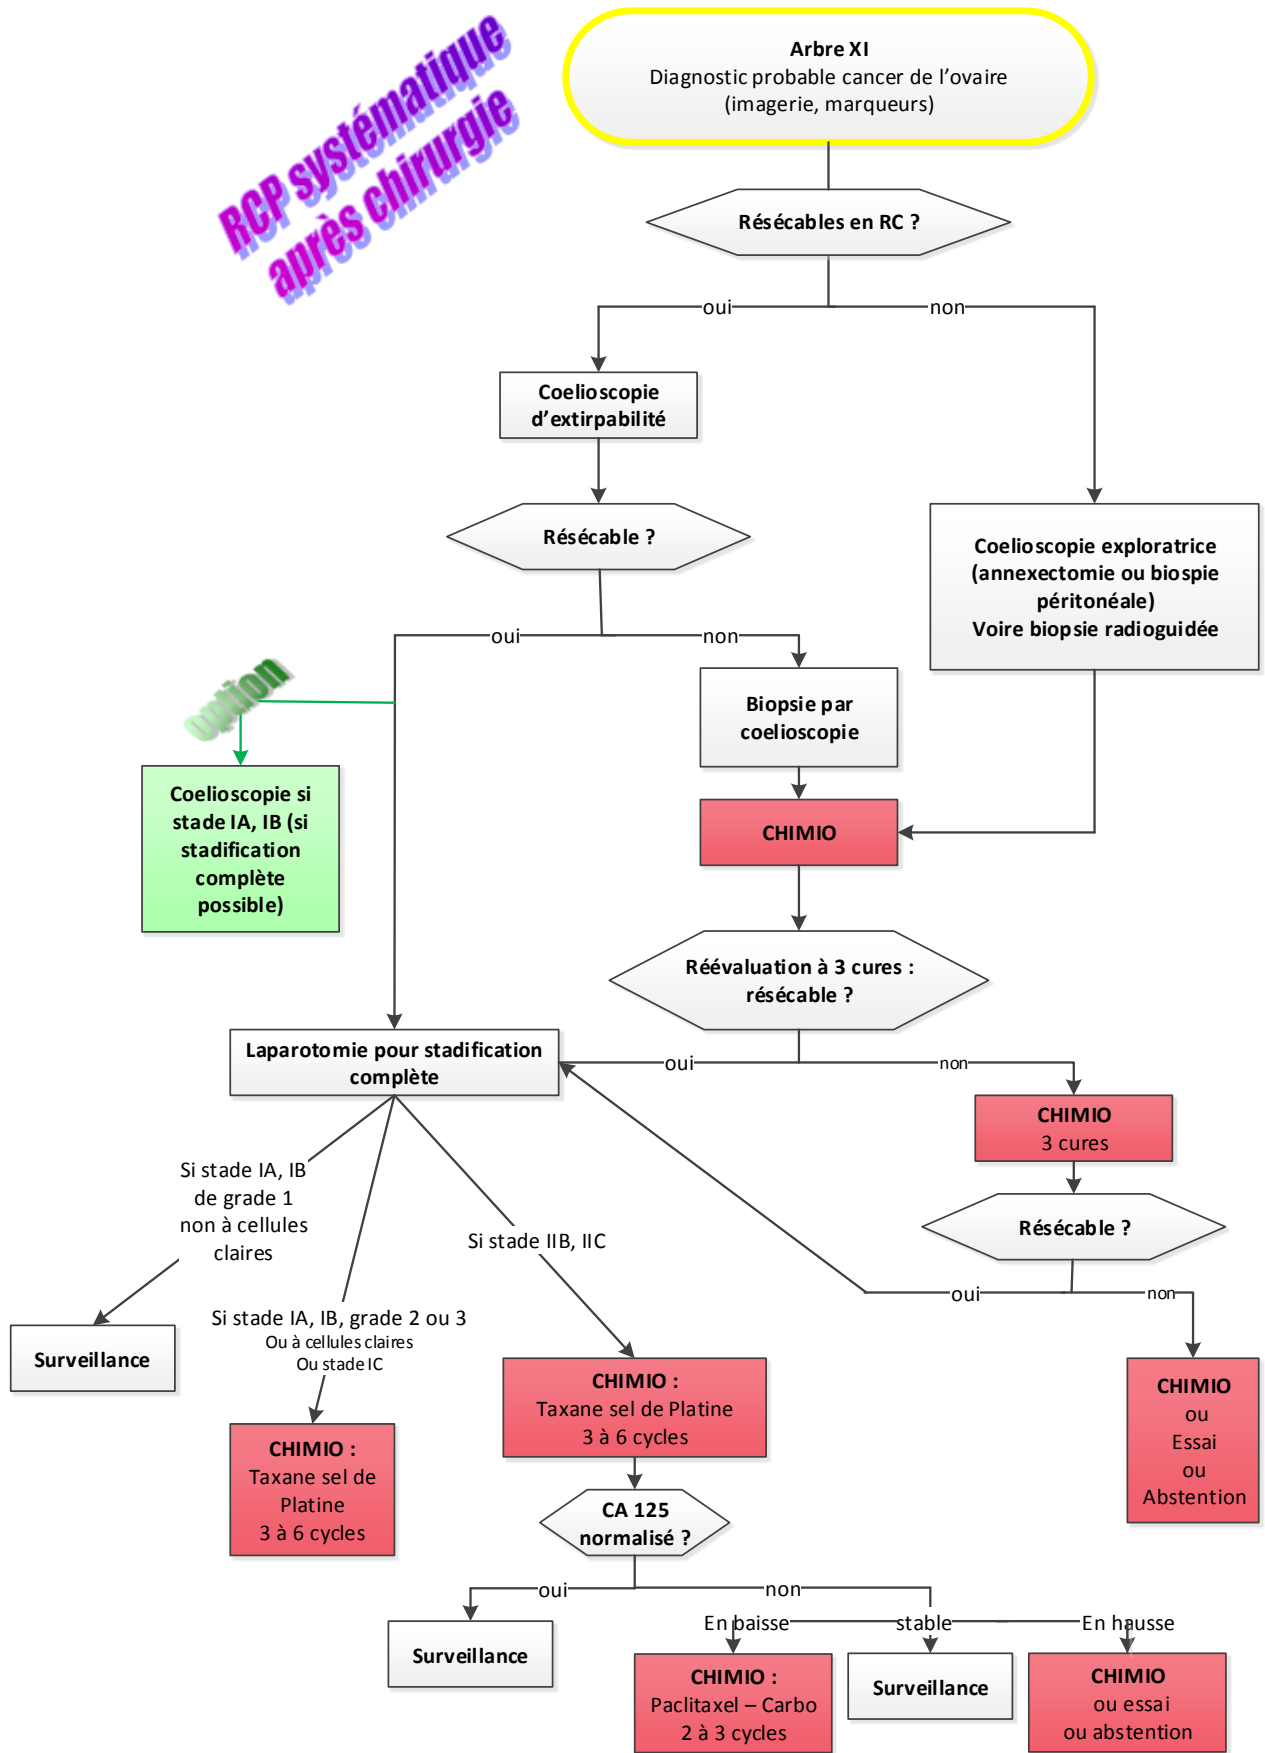 RCP systématique
après chirurgie
Arbre XI
Diagnostic probable cancer de l'ovaire
(imagerie, marqueurs)
Résécables en RC ?
oui
non
Coelioscopie
d'extirpabilité
Résécable ?
Coelioscopie exploratrice
(annexectomie ou biospie
péritonéale)
Voire biopsie radioguidée
oui
non
option
Biopsie par
coelioscopie
Coelioscopie si
stade IA, IB (si
stadification
complète
possible)
CHIMIO
Réévaluation à 3 cures :
résécable ?
Laparotomie pour stadification
complète
oui
non
CHIMIO
3 cures
Si stade IA, IB
de grade 1
non à cellules
claires
Si stade IIB, IIC
Résécable ?
oui
non
Si stade IA, IB, grade 2 ou 3
Ou à cellules claires
Ou stade IC
Surveillance
CHIMIO :
Taxane sel de Platine
3 à 6 cycles
CHIMIO
ou
Essai
ou
Abstention
CHIMIO :
Taxane sel de
Platine
3 à 6 cycles
CA 125
normalisé ?
oui
non
Surveillance
En baisse
stable
En hausse
CHIMIO :
Paclitaxel – Carbo
2 à 3 cycles
Surveillance
CHIMIO
ou essai
ou abstention